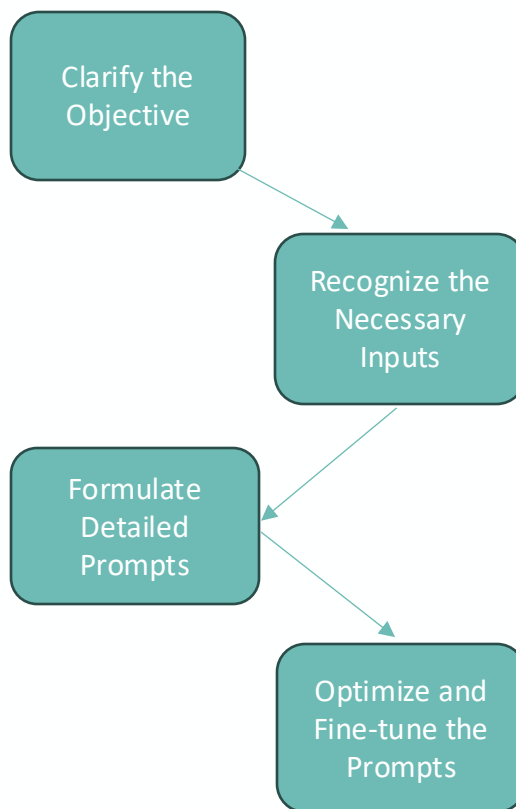 Clarify the
Objective
Recognize the
Necessary
Inputs
Formulate
Detailed
Prompts
Optimize and
Fine-tune the
Prompts